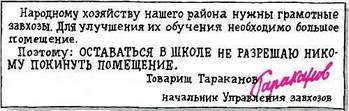 Народному хозяйству нашего района нужны грамотные
завхозы. Для улучшения их обучения необходимо большое
помещение.
Поэтому: ОСТАВАТЬСЯ В ШКОЛЕ НЕ РАЗРЕШАЮ НИКО-
МУ ПОКИНУТЬ ПОМЕЩЕНИЕ.
Товарищ Тараканов Тараканов
начальник Управления завхозов